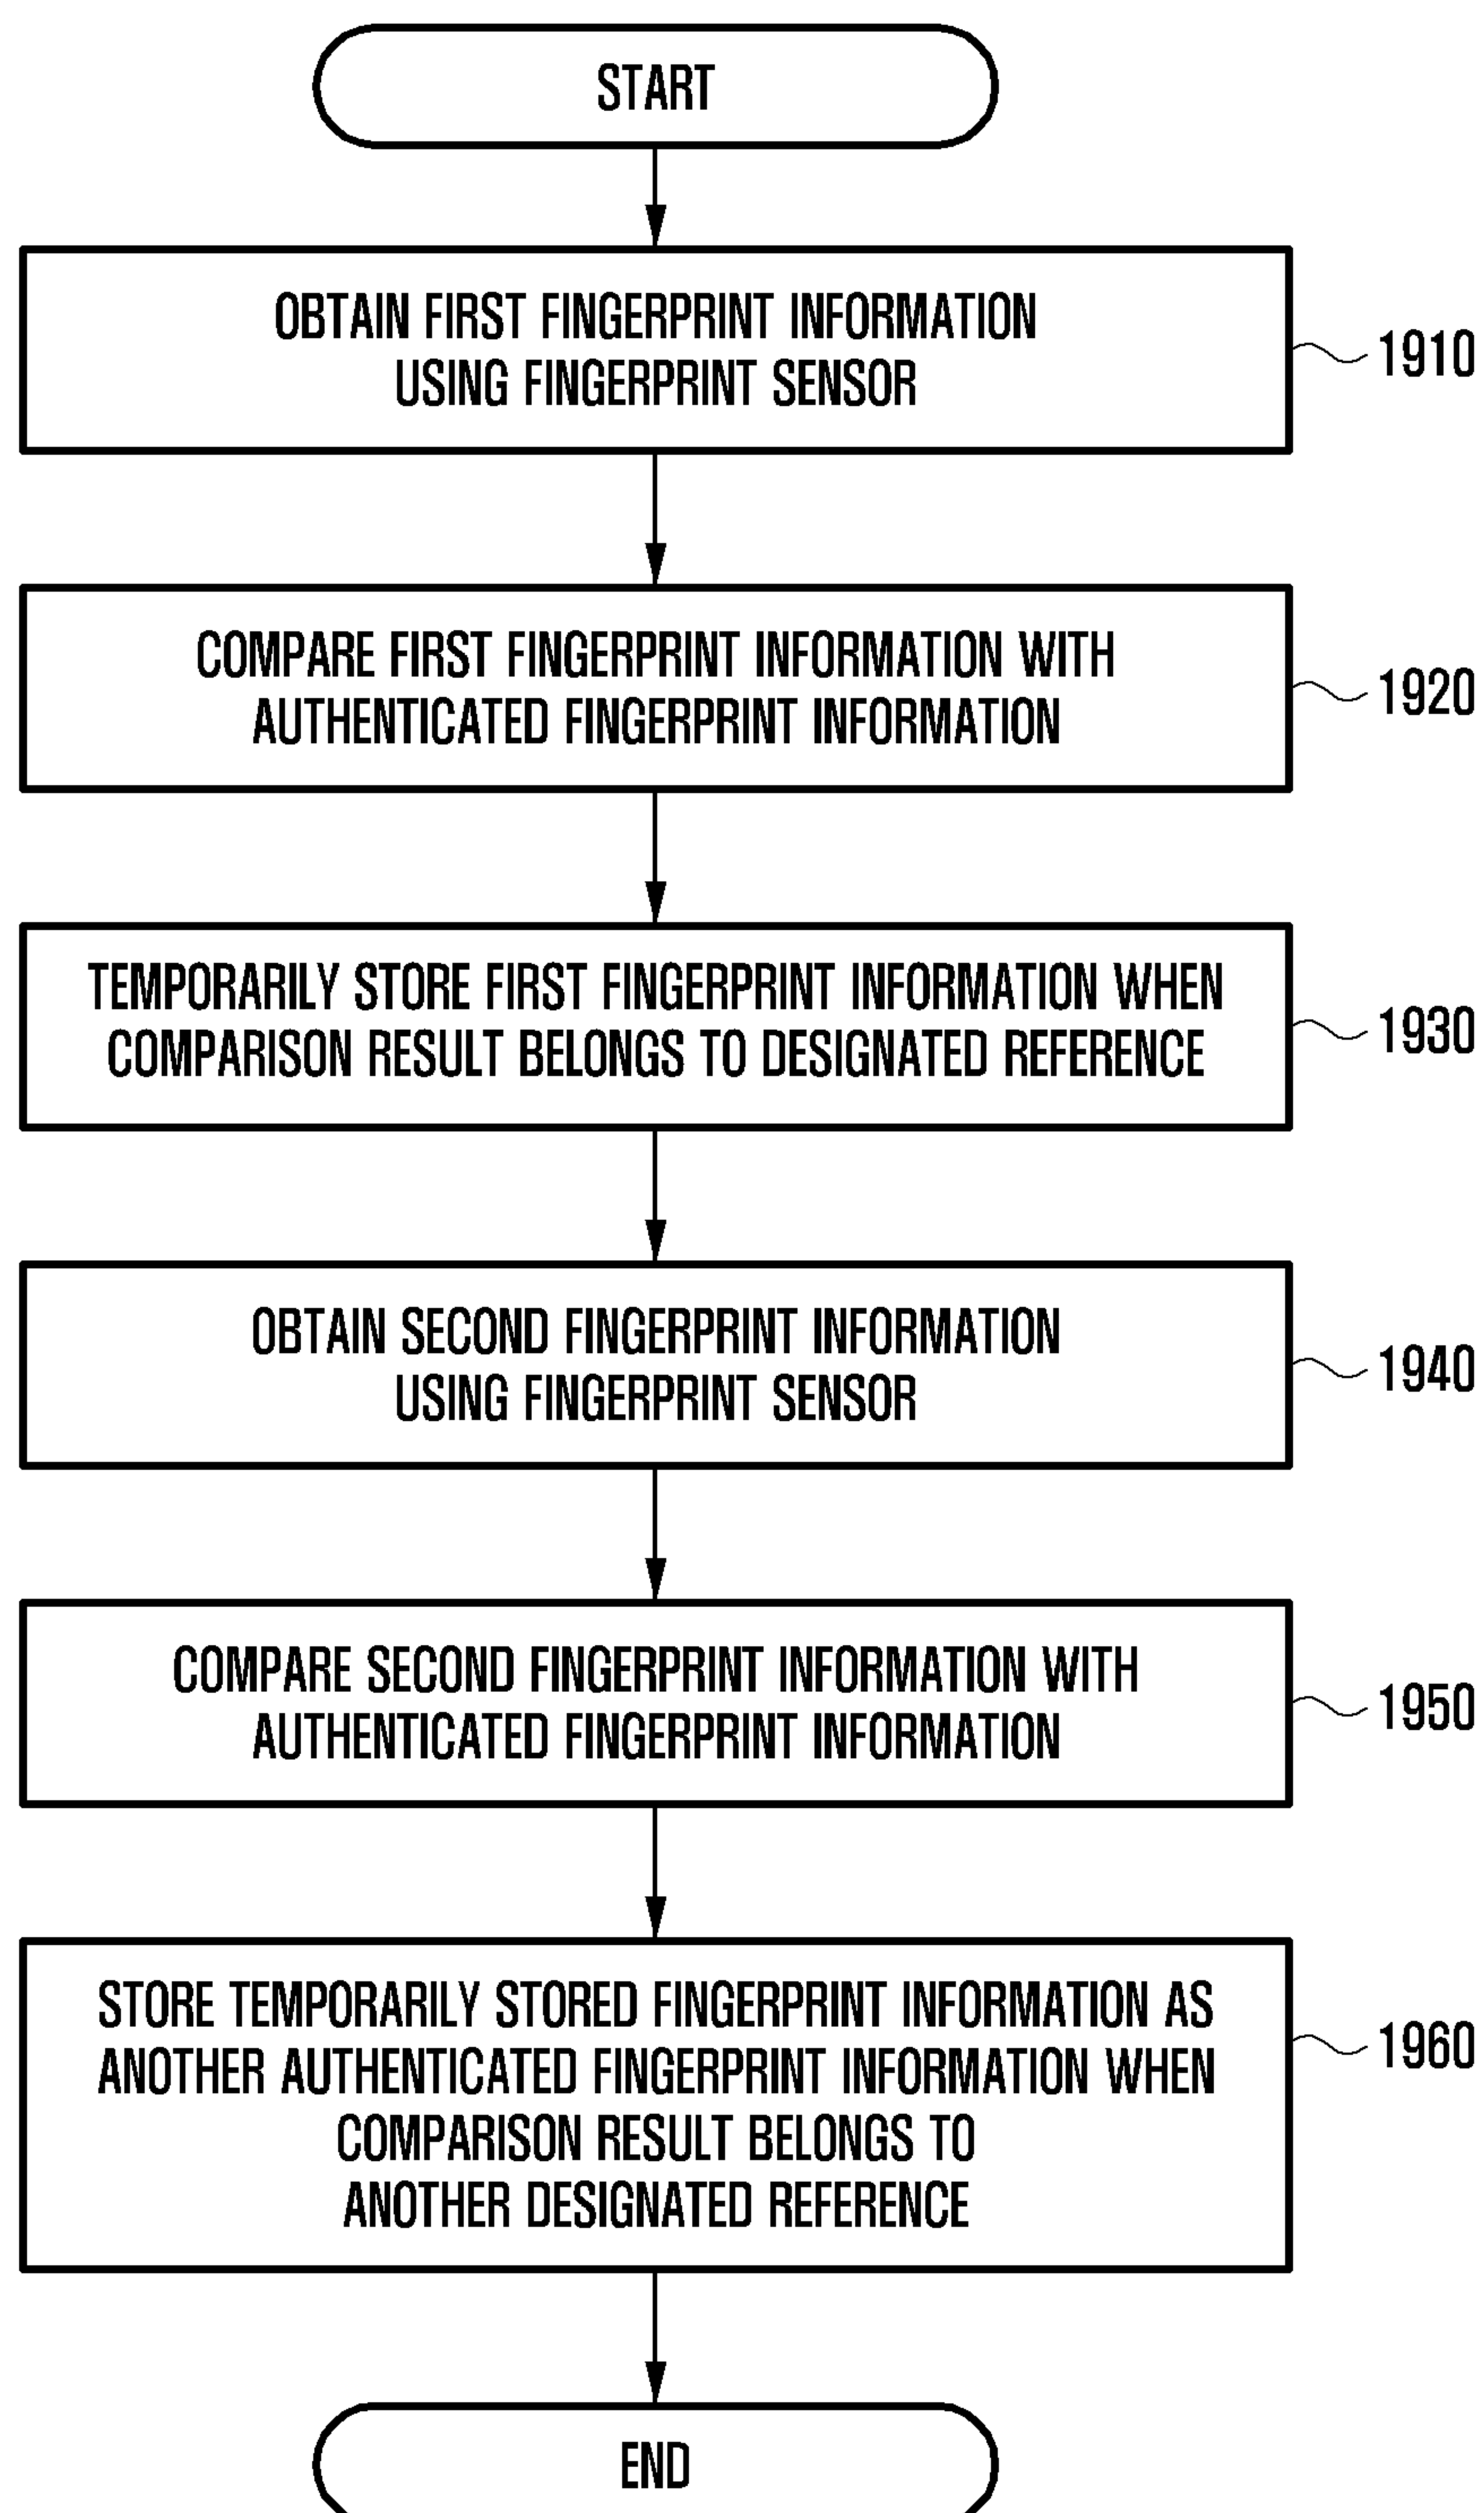 START
OBTAIN FIRST FINGERPRINT INFORMATION
USING FINGERPRINT SENSOR
1910
COMPARE FIRST FINGERPRINT INFORMATION WITH
AUTHENTICATED FINGERPRINT INFORMATION
1920
TEMPORARILY STORE FIRST FINGERPRINT INFORMATION WHEN
COMPARISON RESULT BELONGS TO DESIGNATED REFERENCE
1930
OBTAIN SECOND FINGERPRINT INFORMATION
USING FINGERPRINT SENSOR
1940
COMPARE SECOND FINGERPRINT INFORMATION WITH
AUTHENTICATED FINGERPRINT INFORMATION
1950
STORE TEMPORARILY STORED FINGERPRINT INFORMATION AS
ANOTHER AUTHENTICATED FINGERPRINT INFORMATION WHEN
COMPARISON RESULT BELONGS TO
ANOTHER DESIGNATED REFERENCE
1960
END